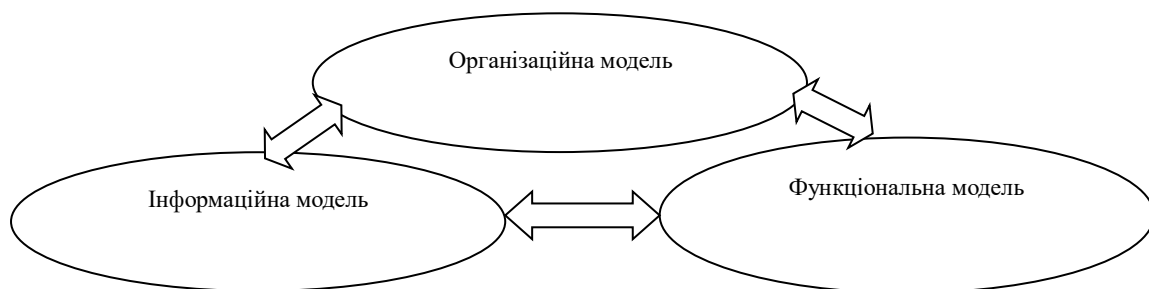 Організаційна модель
Інформаційна модель
Функціональна модель